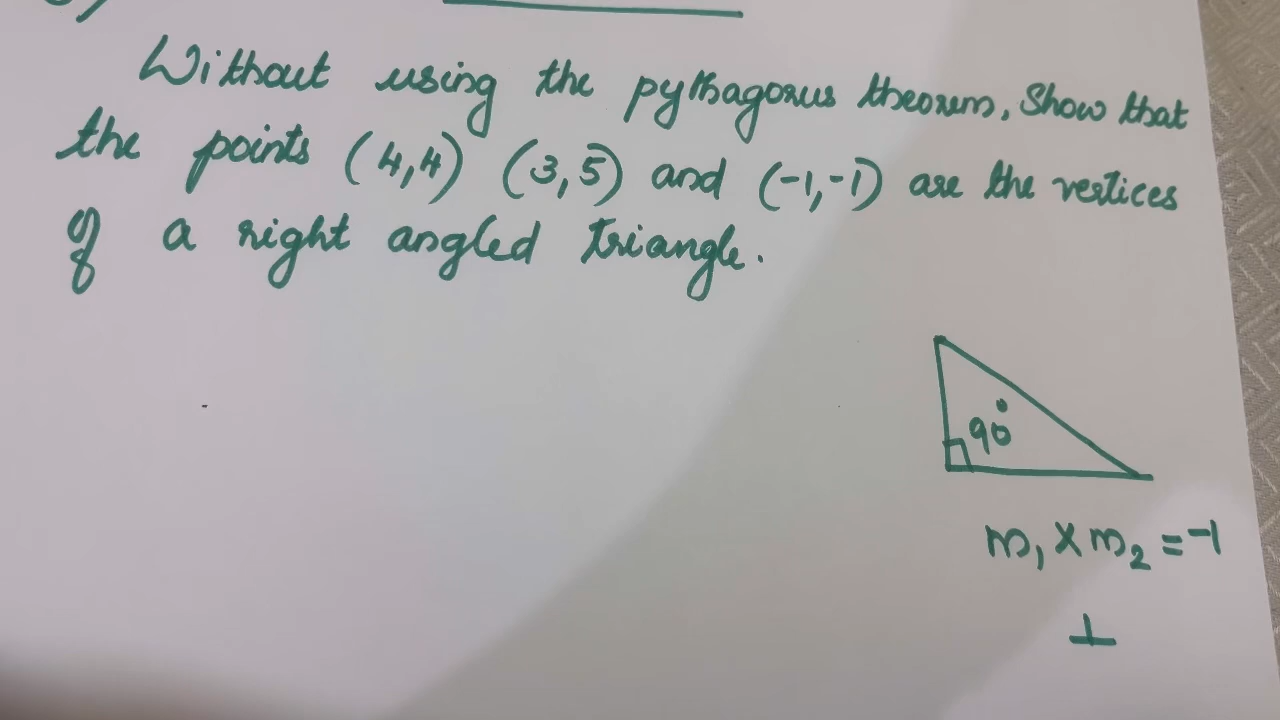 Without using the pythagorus theorem, Show that
the points (4,4) (3,5) and (-1,-1) are the vertices
of a right angled triangle.
90°
m₁ × m₂ = -1
⊥